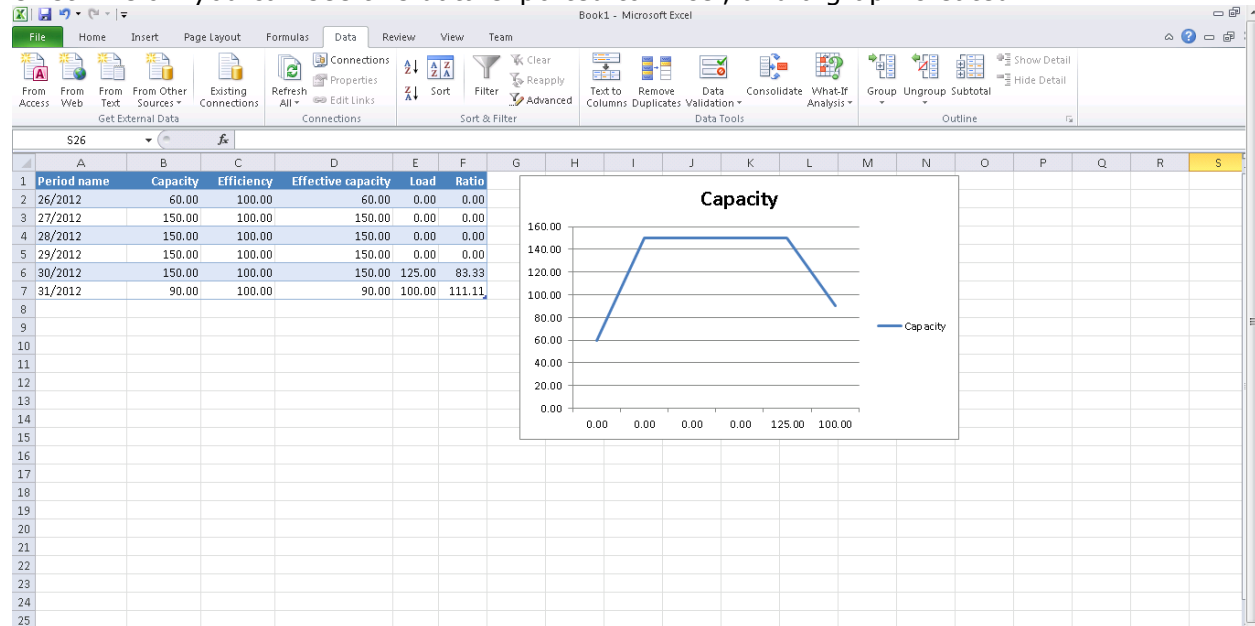 Book1 - Microsoft Excel
File Home Insert Page Layout Formulas Data Review View Team
From Access From Web From Text From Other Sources Existing Connections
Get External Data
Refresh All Connections Properties Edit Links
Connections
Sort Filter Clear Reapply Advanced
Sort & Filter
Text to Columns Remove Duplicates Data Validation Consolidate What-If Analysis
Data Tools
Group Ungroup Subtotal Show Detail Hide Detail
Outline
S26 fx
A B C D E F G H I J K L M N O P Q R S
1 Period name Capacity Efficiency Effective capacity Load Ratio
2 26/2012 60.00 100.00 60.00 0.00 0.00
3 27/2012 150.00 100.00 150.00 0.00 0.00
4 28/2012 150.00 100.00 150.00 0.00 0.00
5 29/2012 150.00 100.00 150.00 0.00 0.00
6 30/2012 150.00 100.00 150.00 125.00 83.33
7 31/2012 90.00 100.00 90.00 100.00 111.11
8
9
10
11
12
13
14
15
16
17
18
19
20
21
22
23
24
25
Capacity
160.00
140.00
120.00
100.00
80.00
60.00
40.00
20.00
0.00
0.00 0.00 0.00 0.00 125.00 100.00
Capacity